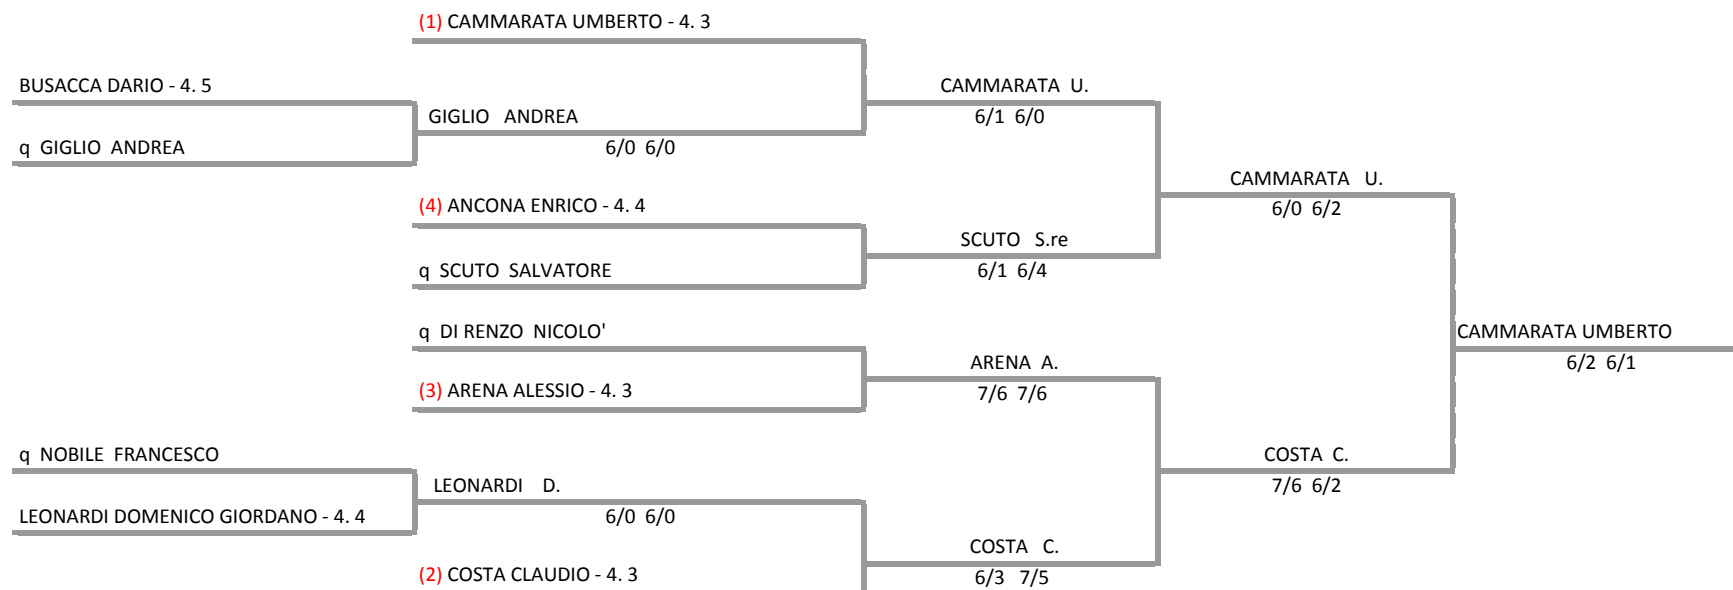 (1) CAMMARATA UMBERTO - 4. 3
BUSACCA DARIO - 4. 5
CAMMARATA U.
GIGLIO ANDREA
6/1 6/0
q GIGLIO ANDREA
6/0 6/0
CAMMARATA U.
(4) ANCONA ENRICO - 4. 4
6/0 6/2
SCUTO S.re
q SCUTO SALVATORE
6/1 6/4
q DI RENZO NICOLO'
CAMMARATA UMBERTO
ARENA A.
6/2 6/1
(3) ARENA ALESSIO - 4. 3
7/6 7/6
q NOBILE FRANCESCO
COSTA C.
LEONARDI D.
7/6 6/2
LEONARDI DOMENICO GIORDANO - 4. 4
6/0 6/0
COSTA C.
(2) COSTA CLAUDIO - 4. 3
6/3 7/5